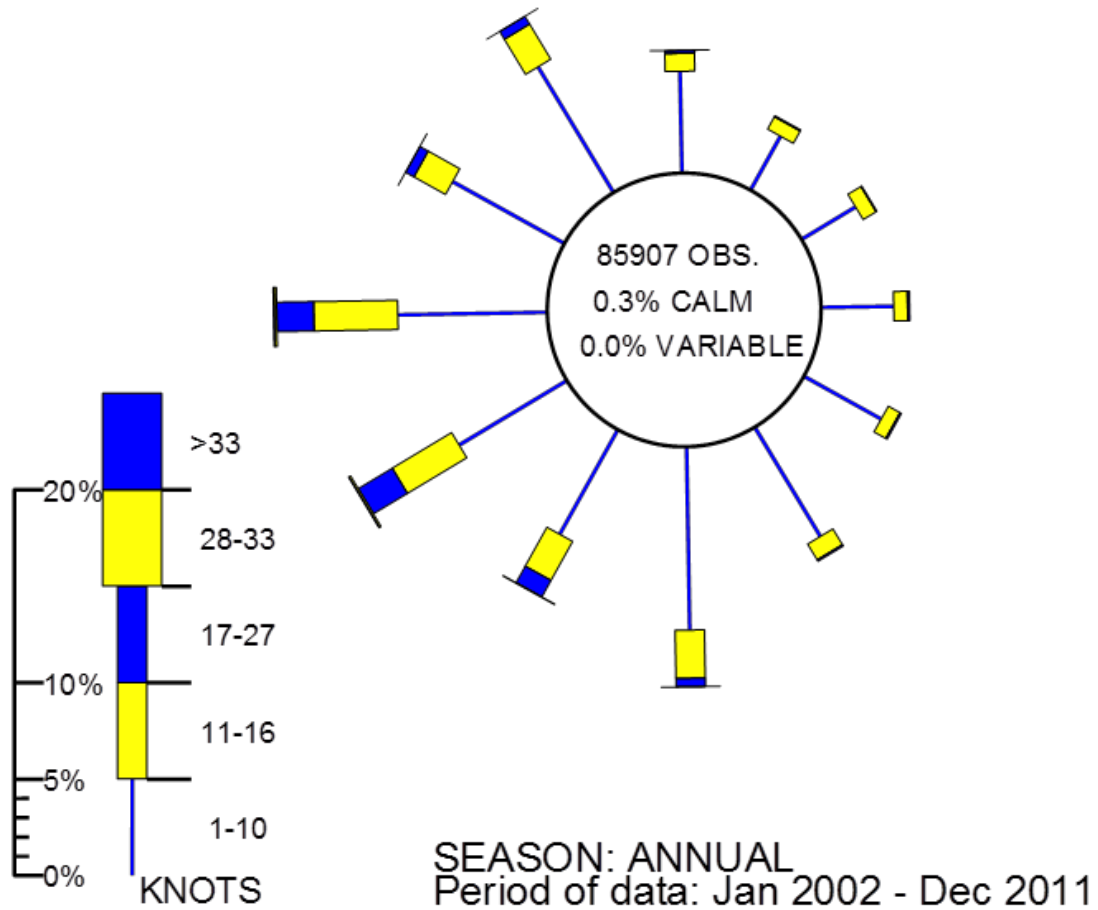 85907 OBS.
0.3% CALM
0.0% VARIABLE
>33
20%
28-33
17-27
10%
11-16
5%
1-10
0%
KNOTS
SEASON: ANNUAL
Period of data: Jan 2002 - Dec 2011